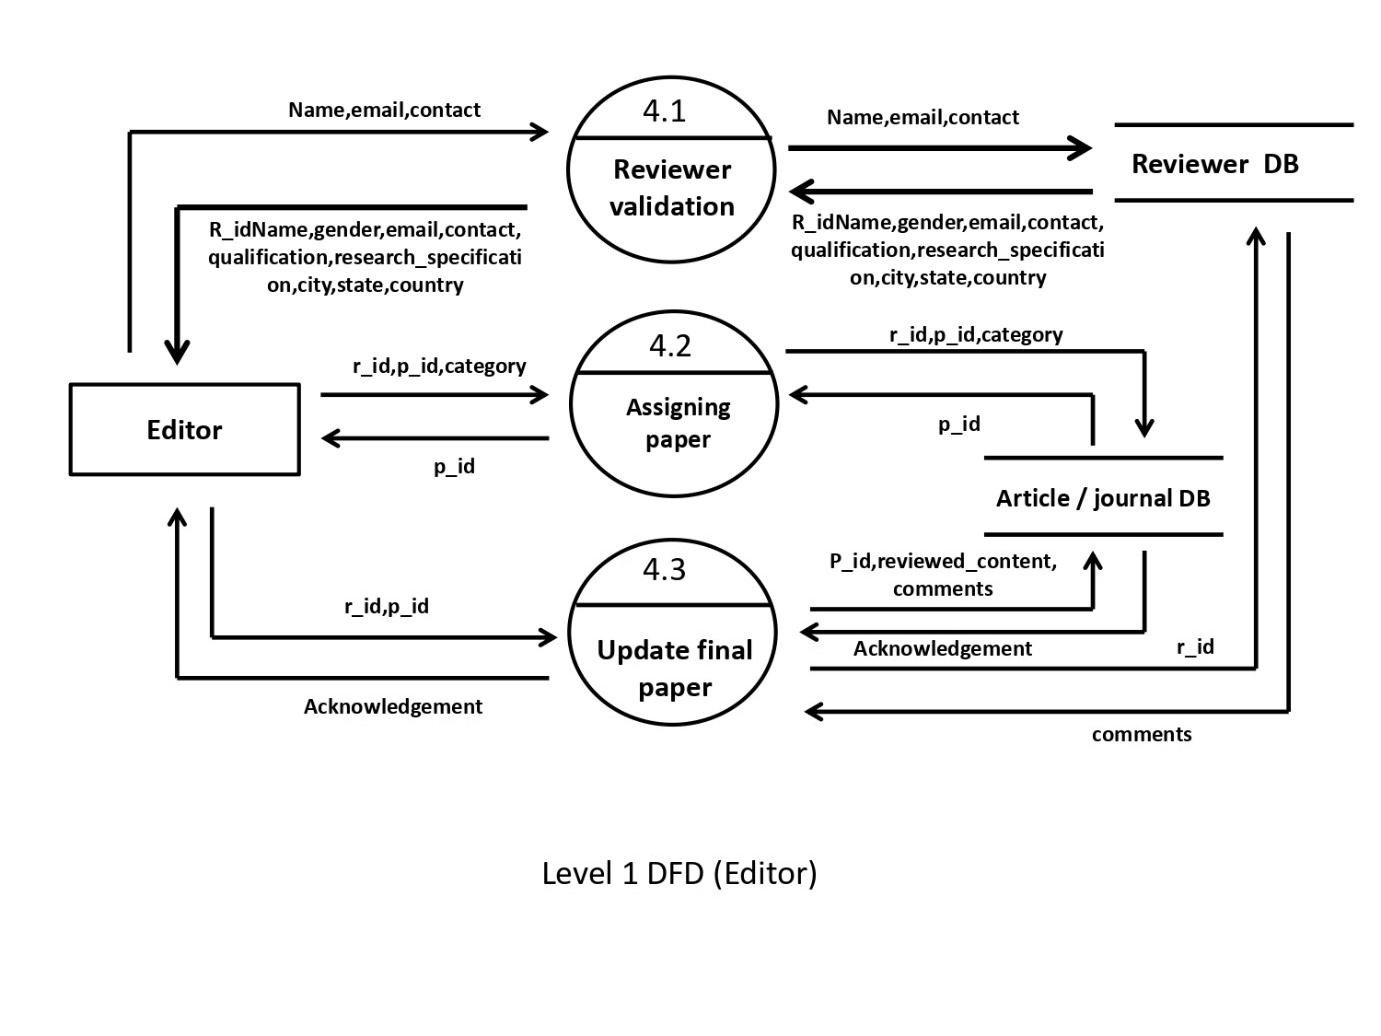 4.1
Name,email,contact
Name,email,contact
Reviewer
validation
Reviewer  DB
R_idName,gender,email,contact,
qualification,research_specificati
on,city,state,country
R_idName,gender,email,contact,
qualification,research_specificati
on,city,state,country
4.2
r_id,p_id,category
r_id,p_id,category
Assigning
paper
Editor
p_id
p_id
Article / journal DB
4.3
P_id,reviewed_content,
comments
r_id,p_id
Update final
paper
Acknowledgement
r_id
Acknowledgement
comments
Level 1 DFD (Editor)